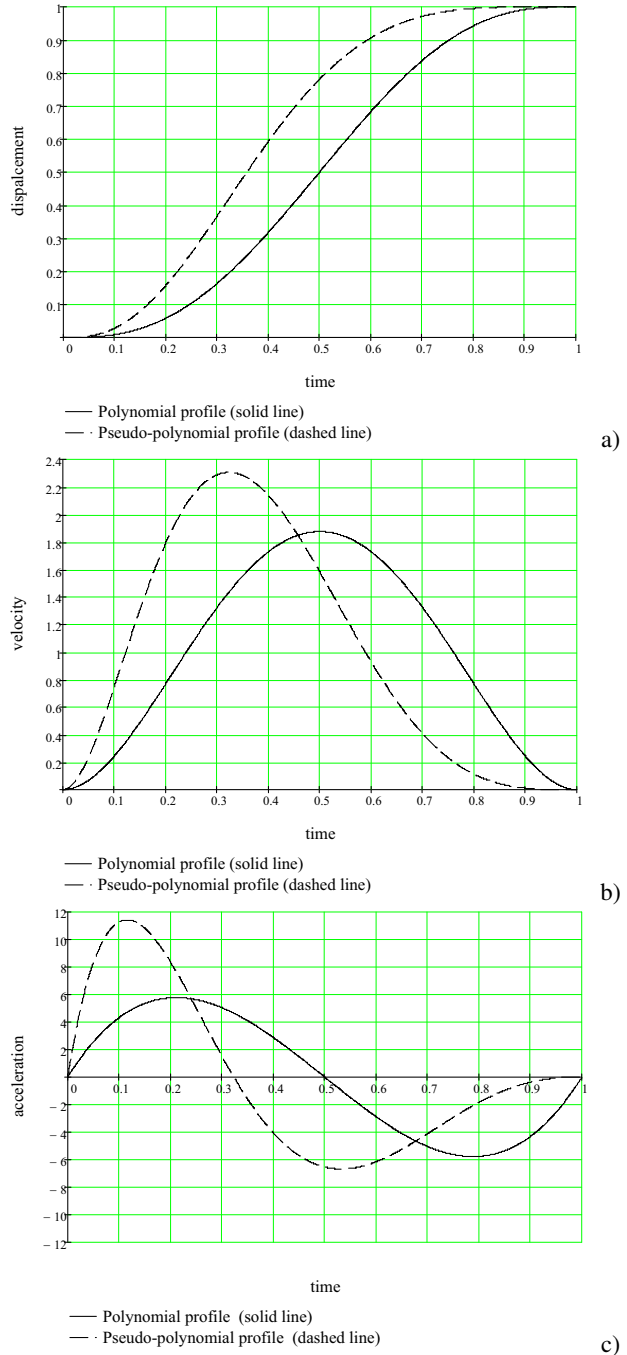 1
0.9
0.8
0.7
0.6
0.5
0.4
0.3
0.2
0.1
dispalcement
0 0.1 0.2 0.3 0.4 0.5 0.6 0.7 0.8 0.9 1
time
Polynomial profile (solid line)
Pseudo-polynomial profile (dashed line)
a)
2.4
2.2
2
1.8
1.6
1.4
1.2
1
0.8
0.6
0.4
0.2
velocity
0 0.1 0.2 0.3 0.4 0.5 0.6 0.7 0.8 0.9 1
time
Polynomial profile (solid line)
Pseudo-polynomial profile (dashed line)
b)
12
10
8
6
4
2
acceleration
0 0.1 0.2 0.3 0.4 0.5 0.6 0.7 0.8 0.9 1
− 2
− 4
− 6
− 8
− 10
− 12
time
Polynomial profile (solid line)
Pseudo-polynomial profile (dashed line)
c)